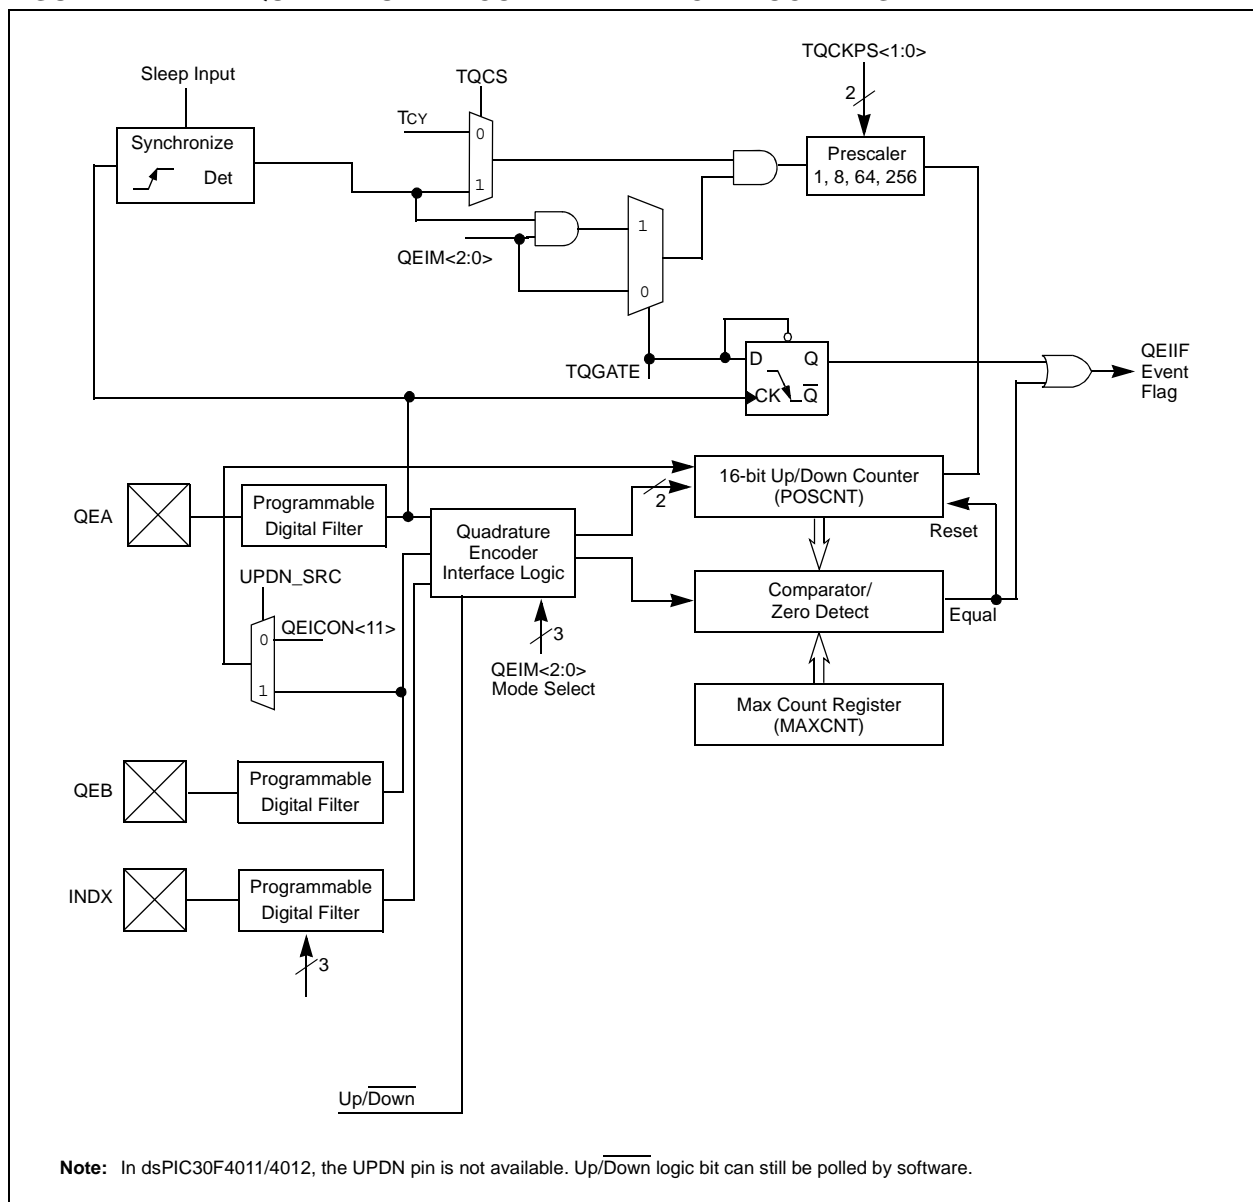 TQCKPS<1:0>
Sleep Input
TQCS
2
TCY
0
Synchronize
Det
1
Prescaler
1, 8, 64, 256
1
QEIM<2:0>
0
D Q
TQGATE
CK Q
QEIIF
Event
Flag
QEA
Programmable
Digital Filter
Quadrature
Encoder
Interface Logic
2
16-bit Up/Down Counter
(POSCNT)
Reset
UPDN_SRC
0
QEICON<11>
1
Comparator/
Zero Detect
Equal
3
QEIM<2:0>
Mode Select
Max Count Register
(MAXCNT)
QEB
Programmable
Digital Filter
INDX
Programmable
Digital Filter
3
Up/Down
Note: In dsPIC30F4011/4012, the UPDN pin is not available. Up/Down logic bit can still be polled by software.